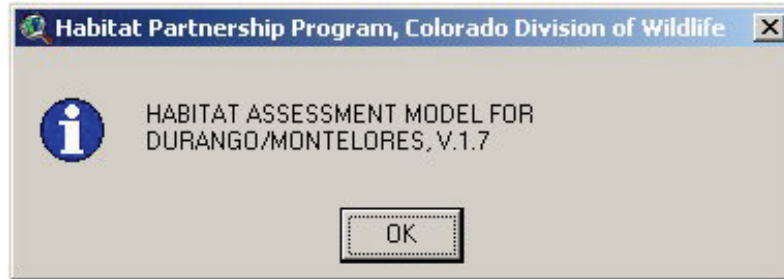 Habitat Partnership Program, Colorado Division of Wildlife
HABITAT ASSESSMENT MODEL FOR
DURANGO/MONTELORES, V.1.7
OK